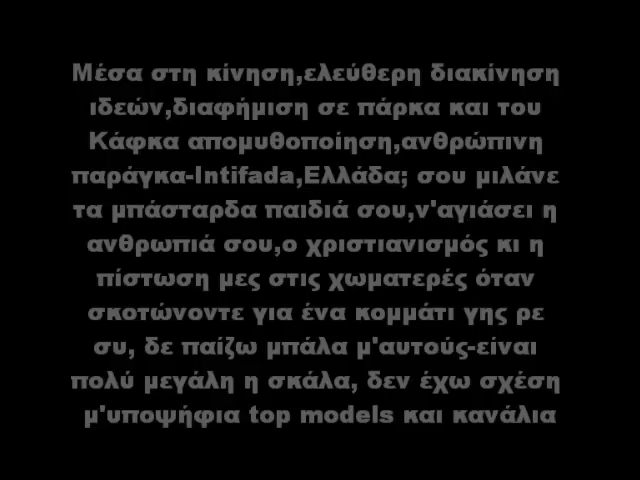 Μέσα στη κίνηση,ελεύθερη διακίνηση
ιδεών,διαφήμιση σε πάρκα και του
Κάφκα απομυθοποίηση,ανθρώπινη
παράγκα-Intifada,Ελλάδα; σου μιλάνε
τα μπάσταρδα παιδιά σου,ν'αγιάσει η
ανθρωπιά σου,ο χριστιανισμός κι η
πίστωση μες στις χωματερές όταν
σκοτώνοντε για ένα κομμάτι γης ρε
συ, δε παίζω μπάλα μ'αυτούς-είναι
πολύ μεγάλη η σκάλα, δεν έχω σχέση
μ'υποψήφια top models και κανάλια